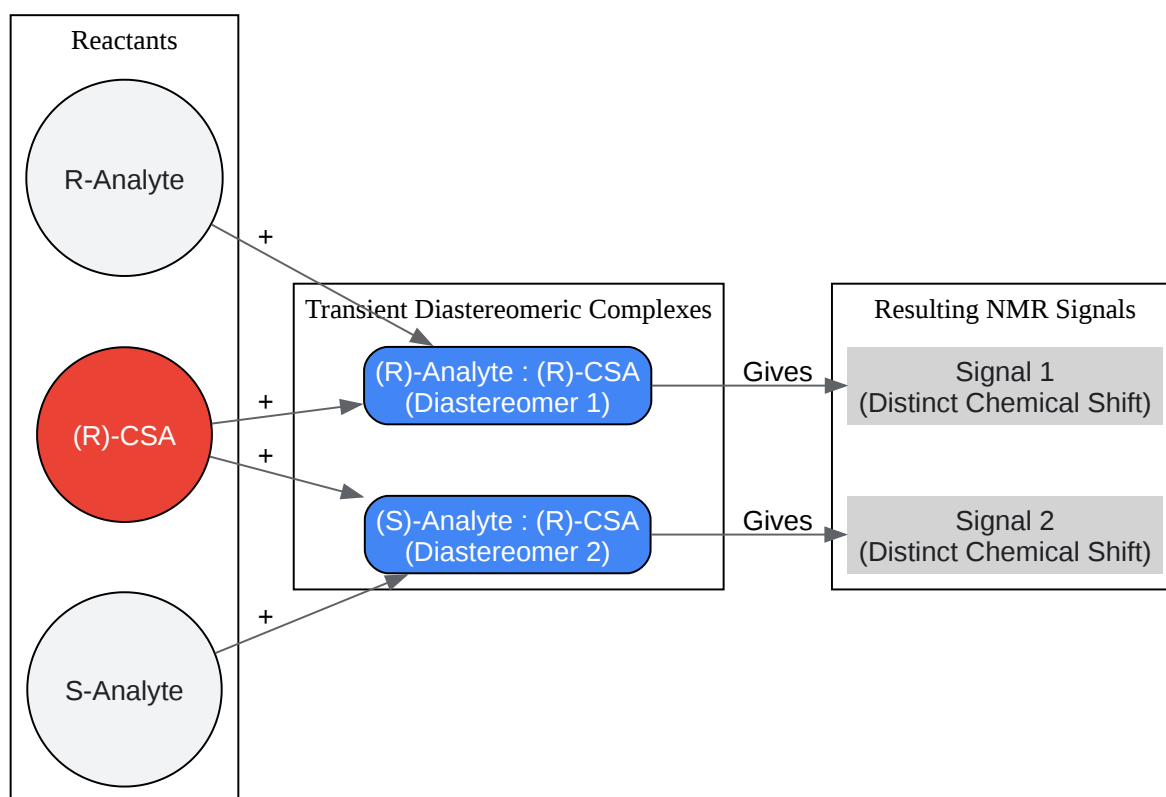 Reactants
R-Analyte
+
(R)-CSA
+
+
S-Analyte
+
Transient Diastereomeric Complexes
(R)-Analyte : (R)-CSA
(Diastereomer 1)
(S)-Analyte : (R)-CSA
(Diastereomer 2)
Gives
Gives
Resulting NMR Signals
Signal 1
(Distinct Chemical Shift)
Signal 2
(Distinct Chemical Shift)